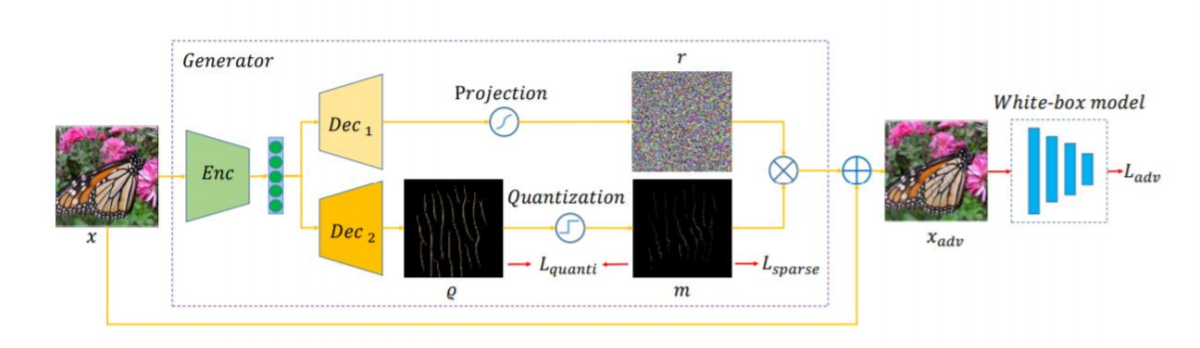 Generator
r
Projection
White-box model
Dec 1
Enc
L_adv
Quantization
Dec 2
x
x_adv
L_quanti
L_sparse
ϱ
m